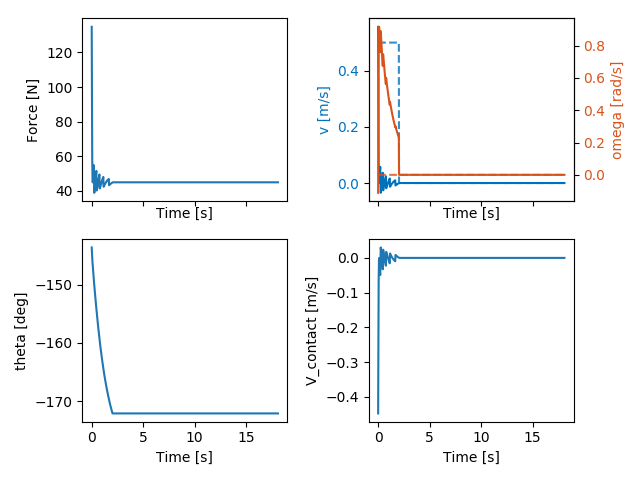 Force [N]
140
120
100
80
60
40
Time [s]
v [m/s]
0.4
0.2
0.0
omega [rad/s]
0.8
0.6
0.4
0.2
0.0
Time [s]
theta [deg]
−150
−160
−170
0 5 10 15
Time [s]
V_contact [m/s]
0.0
−0.1
−0.2
−0.3
−0.4
0 5 10 15
Time [s]